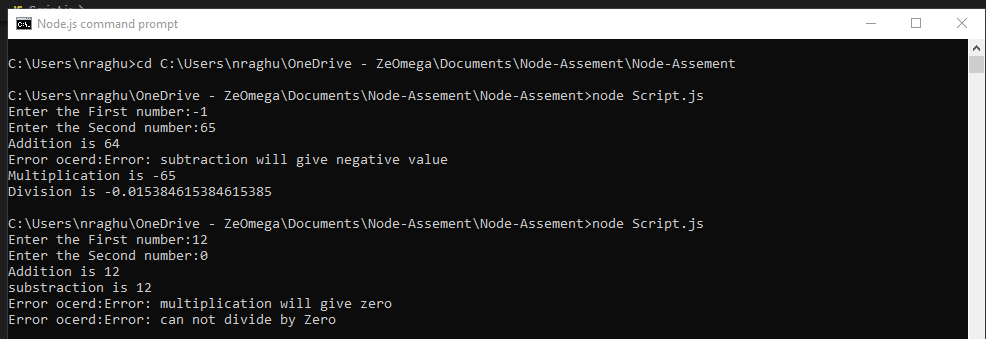 Node.js command prompt
C:\Users\nraghu>cd C:\Users\nraghu\OneDrive - ZeOmega\Documents\Node-Assement\Node-Assement
C:\Users\nraghu\OneDrive - ZeOmega\Documents\Node-Assement\Node-Assement>node Script.js
Enter the First number:-1
Enter the Second number:65
Addition is 64
Error ocerd:Error: subtraction will give negative value
Multiplication is -65
Division is -0.015384615384615385
C:\Users\nraghu\OneDrive - ZeOmega\Documents\Node-Assement\Node-Assement>node Script.js
Enter the First number:12
Enter the Second number:0
Addition is 12
substraction is 12
Error ocerd:Error: multiplication will give zero
Error ocerd:Error: can not divide by Zero